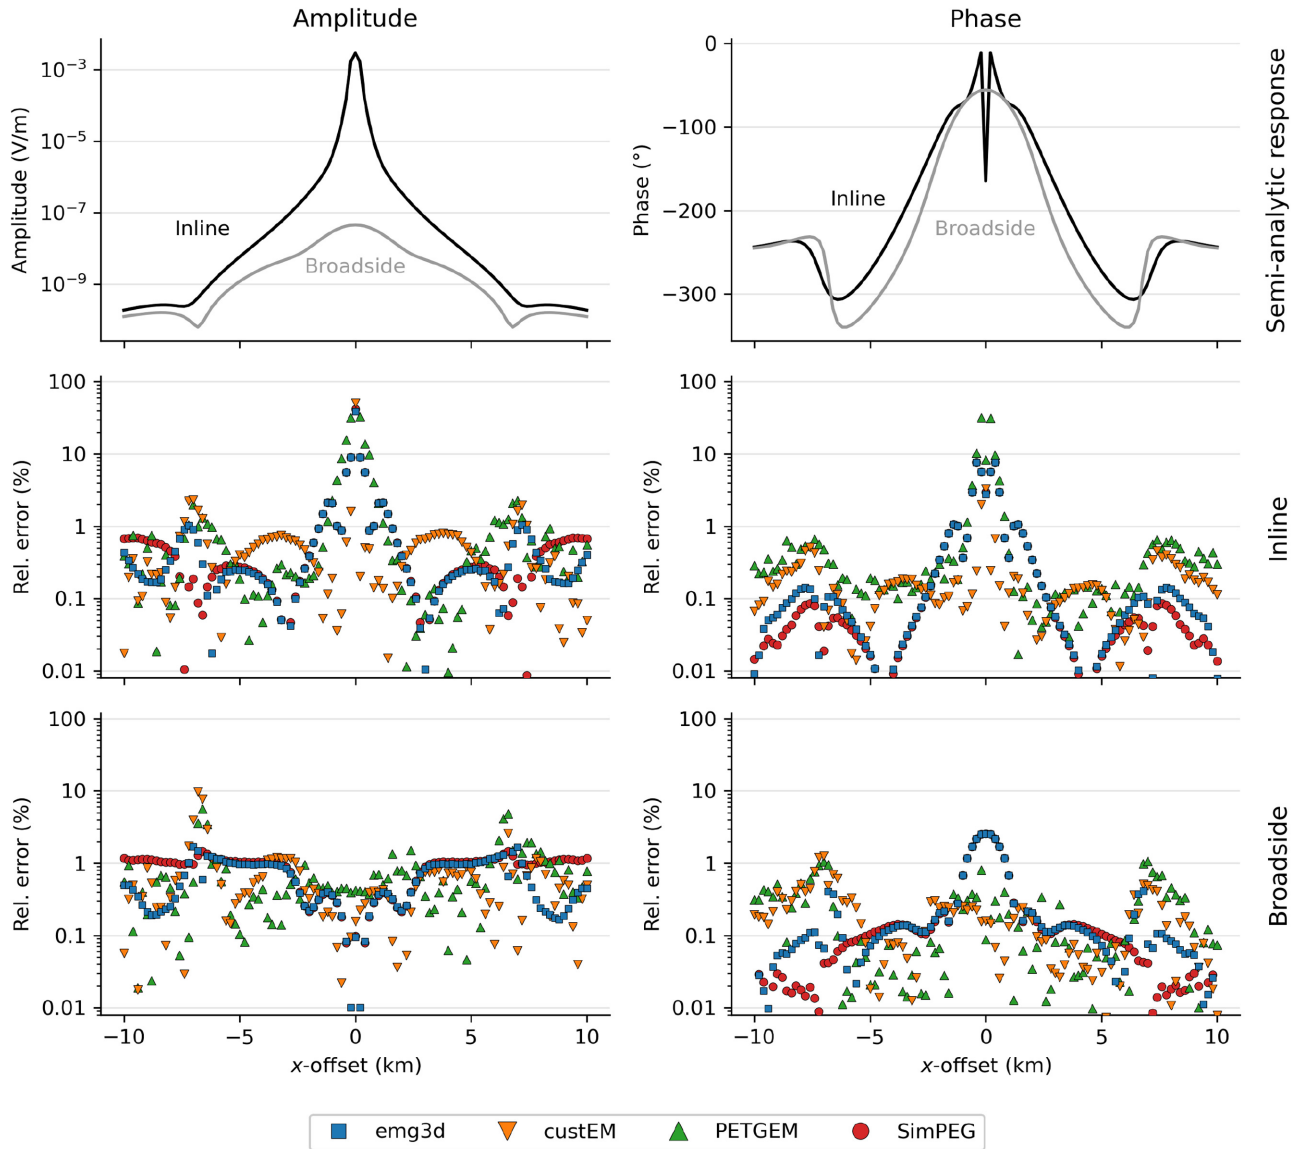 Amplitude
Phase
Amplitude (V/m)
10⁻³
10⁻⁵
10⁻⁷
10⁻⁹
Inline
Broadside
Phase (°)
0
−100
−200
−300
Inline
Broadside
Semi-analytic response
Rel. error (%)
100
10
1
0.1
0.01
Rel. error (%)
100
10
1
0.1
0.01
Inline
Rel. error (%)
100
10
1
0.1
0.01
−10 −5 0 5 10
x-offset (km)
Rel. error (%)
100
10
1
0.1
0.01
−10 −5 0 5 10
x-offset (km)
Broadside
emg3d custEM PETGEM SimPEG